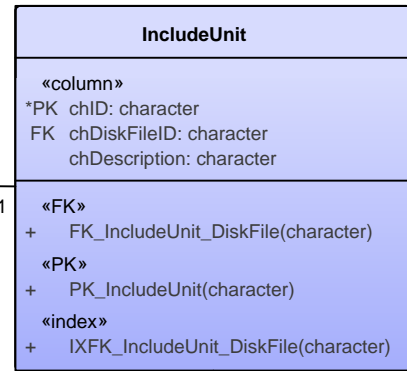 IncludeUnit
«column»
*PK chID: character
FK chDiskFileID: character
chDescription: character
1
«FK»
+ FK_IncludeUnit_DiskFile(character)
«PK»
+ PK_IncludeUnit(character)
«index»
+ IXFK_IncludeUnit_DiskFile(character)